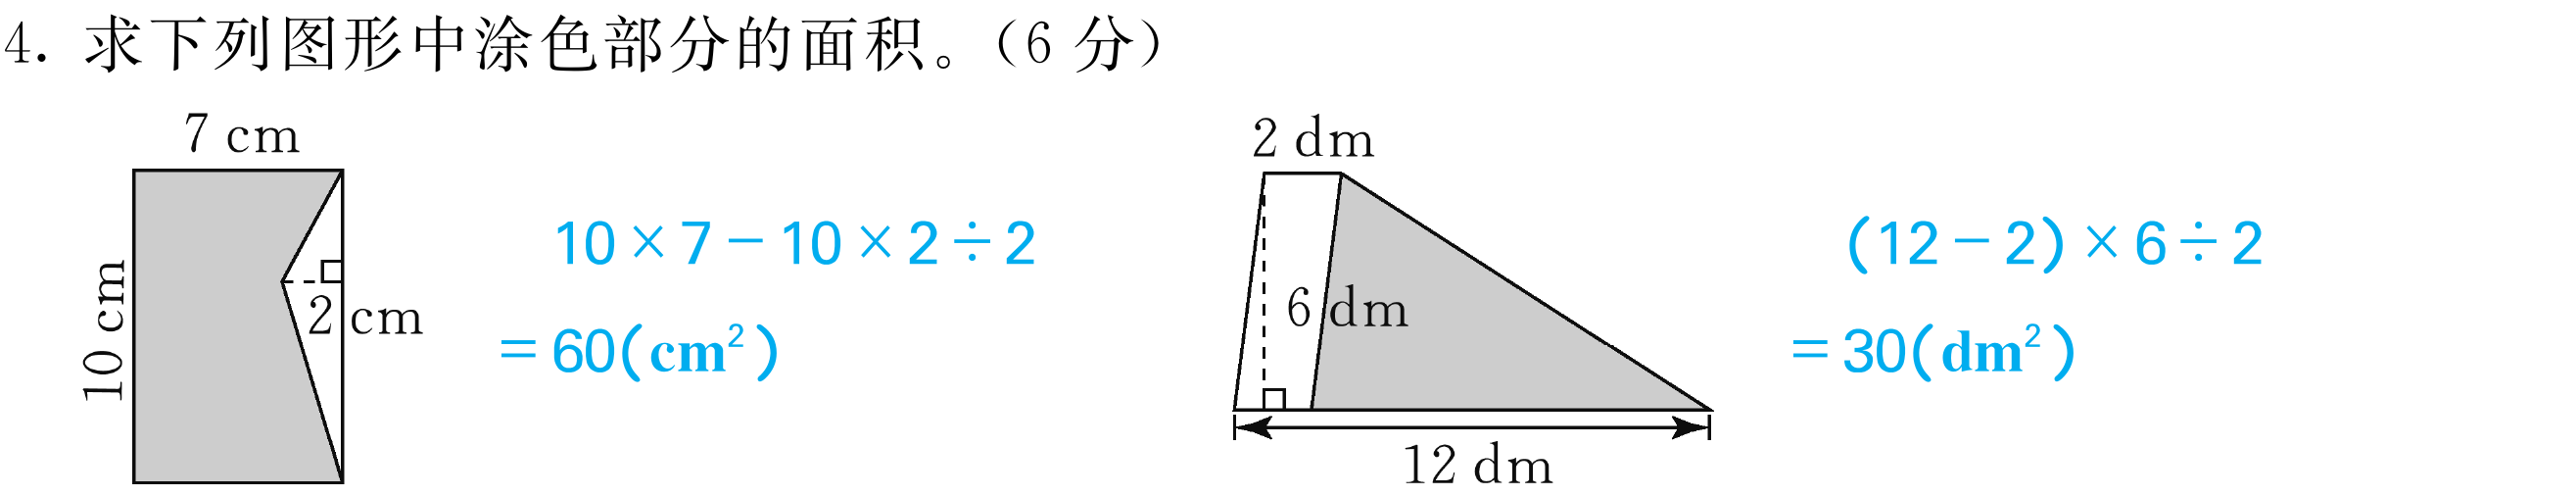 4. 求下列图形中涂色部分的面积。（6 分）
7 cm
10 cm
2 cm
10×7－10×2÷2
＝60(cm²)
2 dm
6 dm
12 dm
(12－2)×6÷2
＝30(dm²)